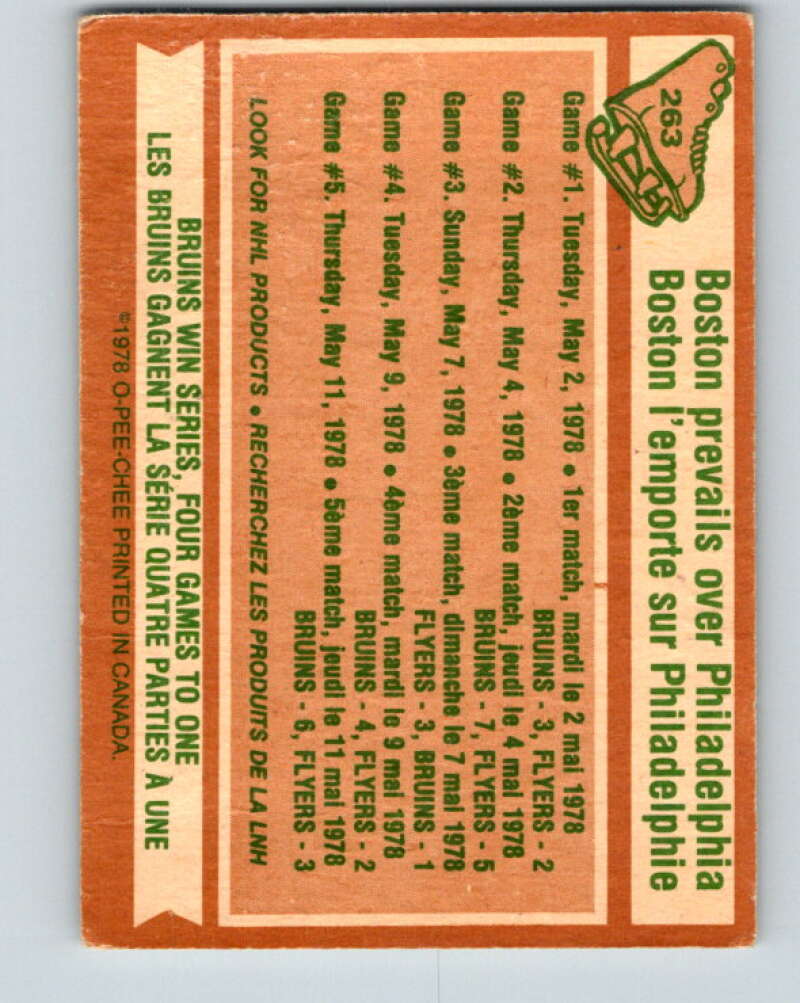 263
Boston prevails over Philadelphia
Boston l'emporte sur Philadelphie
Game #1. Tuesday, May 2, 1978 • 1er match, mardi le 2 mai 1978
BRUINS - 3, FLYERS - 2
Game #2. Thursday, May 4, 1978 • 2ème match, jeudi le 4 mai 1978
BRUINS - 7, FLYERS - 5
Game #3. Sunday, May 7, 1978 • 3ème match, dimanche le 7 mai 1978
FLYERS - 3, BRUINS - 1
Game #4. Tuesday, May 9, 1978 • 4ème match, mardi le 9 mai 1978
BRUINS - 4, FLYERS - 2
Game #5. Thursday, May 11, 1978 • 5ème match, jeudi le 11 mai 1978
BRUINS - 6, FLYERS - 3
LOOK FOR NHL PRODUCTS • RECHERCHEZ LES PRODUITS DE LA LNH
BRUINS WIN SERIES, FOUR GAMES TO ONE
LES BRUINS GAGNENT LA SÉRIE QUATRE PARTIES À UNE
©1978 O-PEE-CHEE PRINTED IN CANADA.